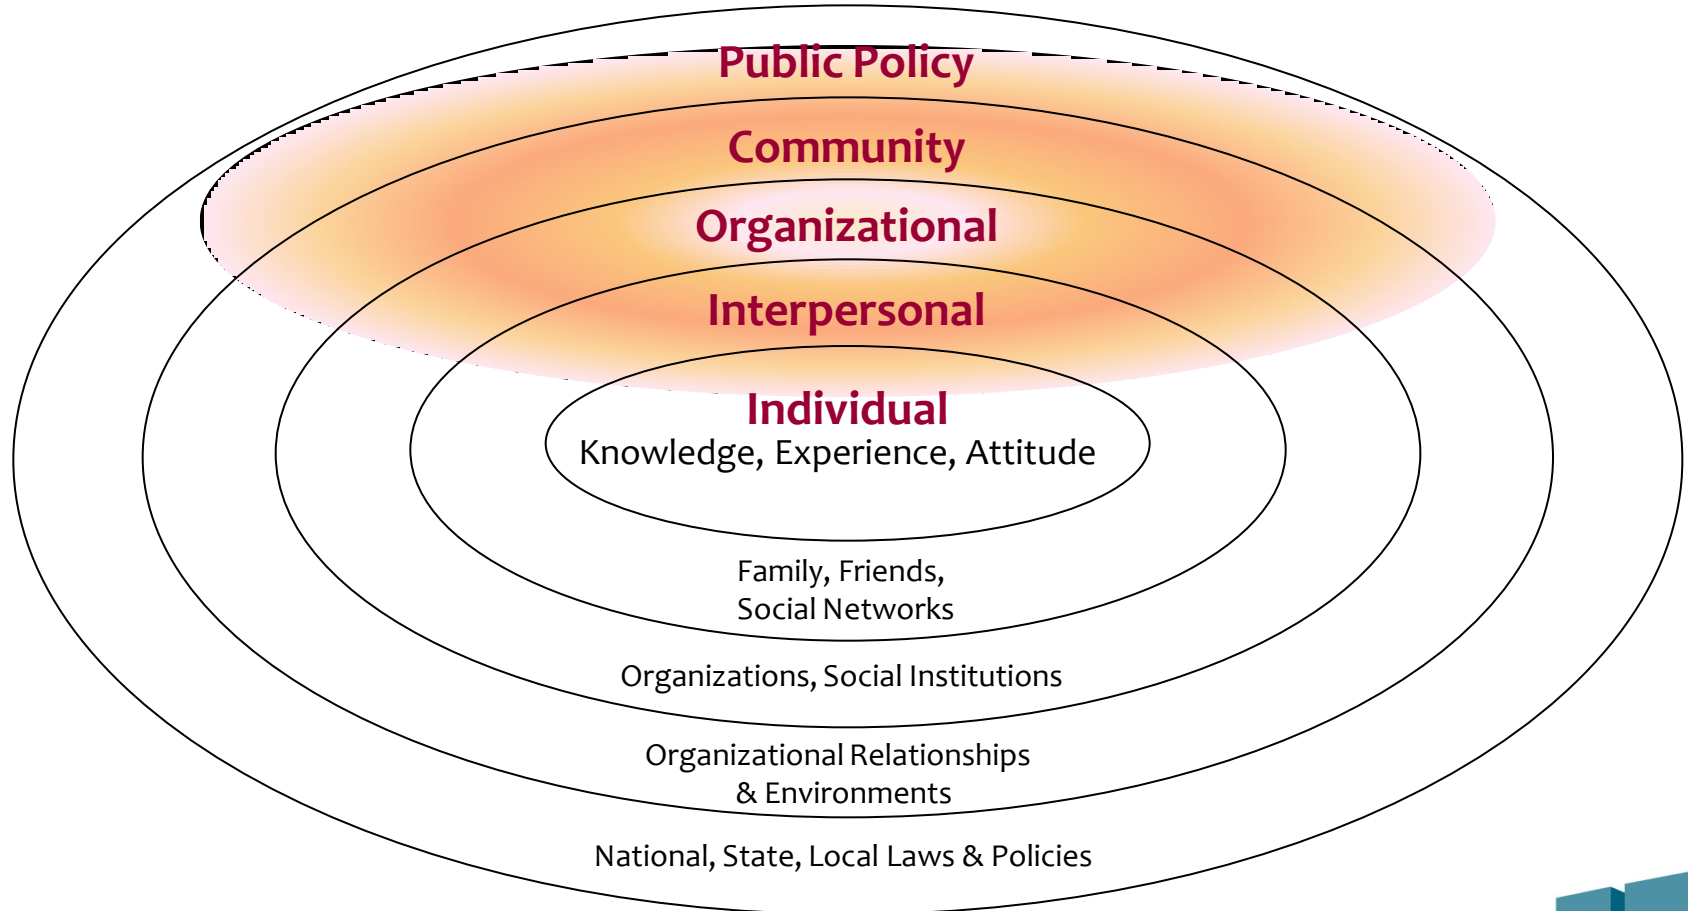 Public Policy
Community
Organizational
Interpersonal
Individual
Knowledge, Experience, Attitude
Family, Friends,
Social Networks
Organizations, Social Institutions
Organizational Relationships
& Environments
National, State, Local Laws & Policies